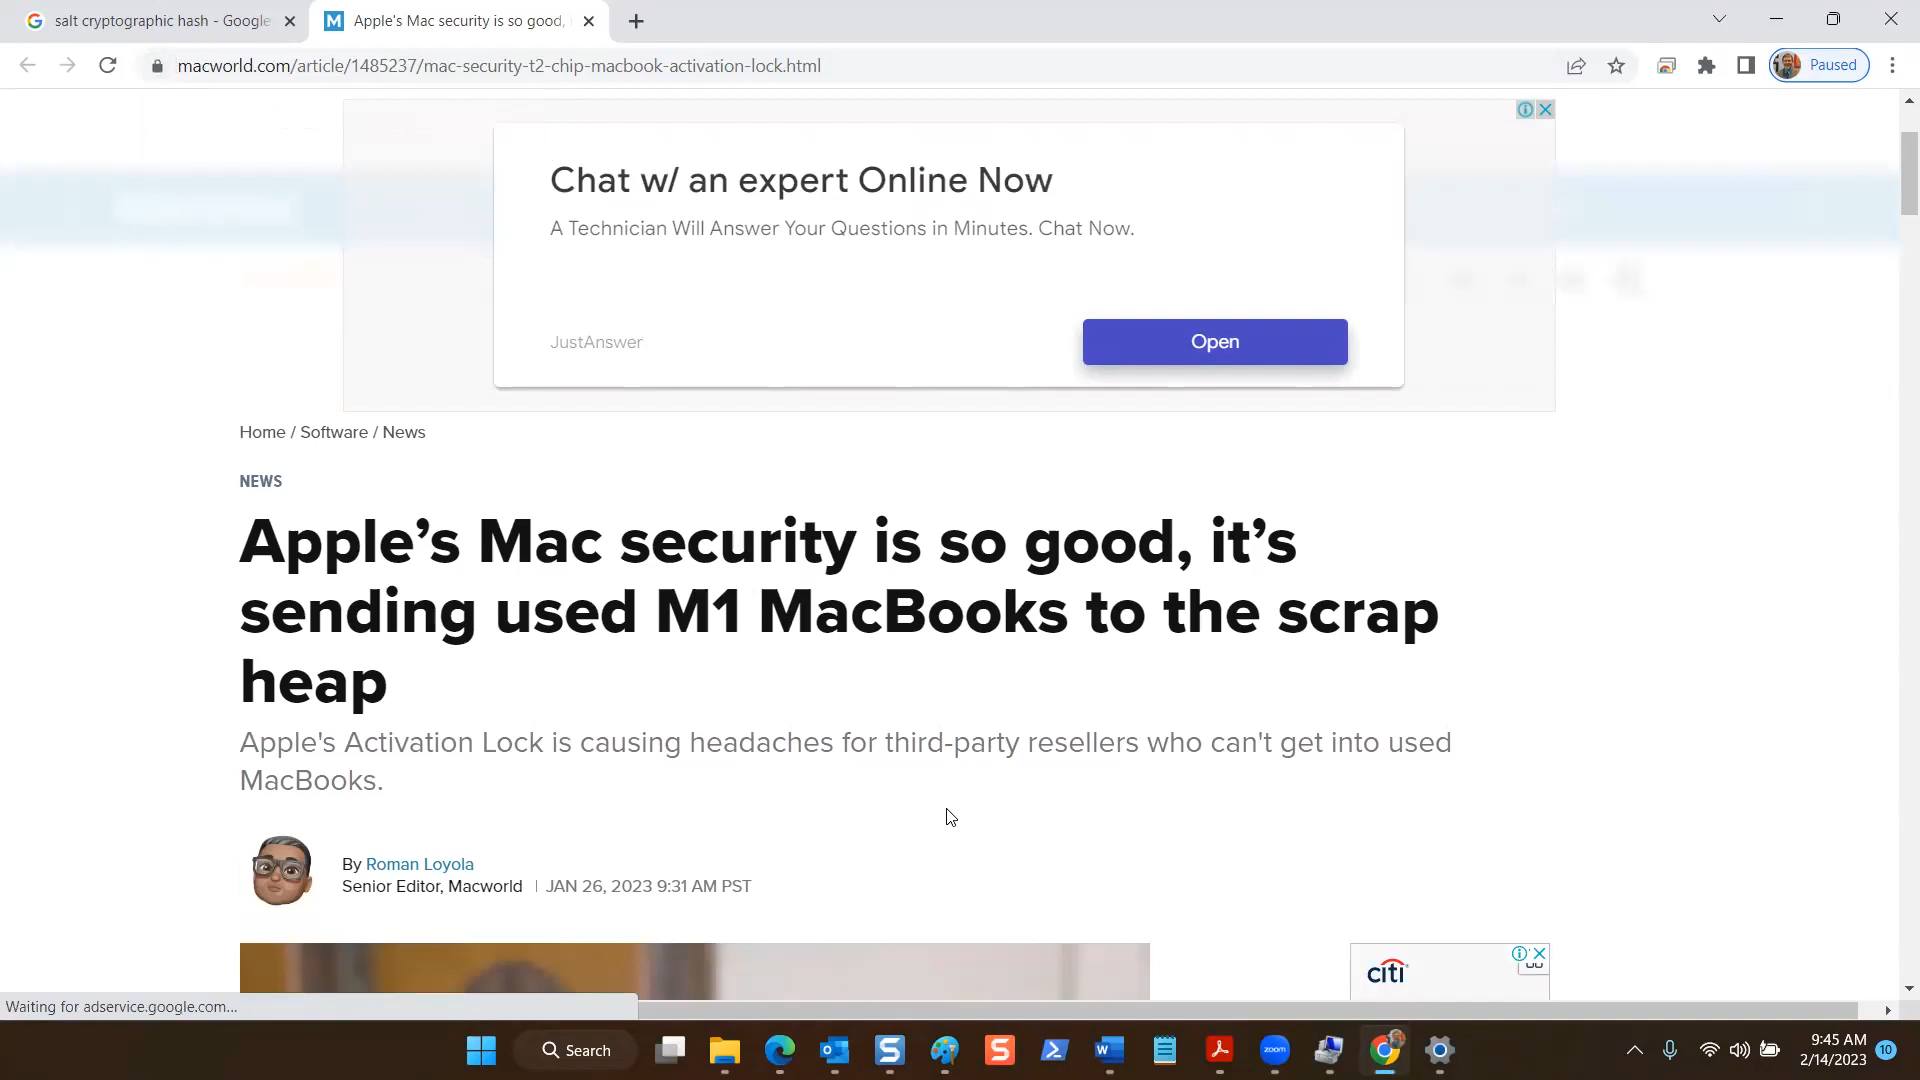 salt cryptographic hash - Google
Apple's Mac security is so good,
macworld.com/article/1485237/mac-security-t2-chip-macbook-activation-lock.html
Paused
Chat w/ an expert Online Now
A Technician Will Answer Your Questions in Minutes. Chat Now.
JustAnswer
Open
Home / Software / News
NEWS
Apple’s Mac security is so good, it’s
sending used M1 MacBooks to the scrap
heap
Apple's Activation Lock is causing headaches for third-party resellers who can't get into used
MacBooks.
By Roman Loyola
Senior Editor, Macworld | JAN 26, 2023 9:31 AM PST
citi
Waiting for adservice.google.com...
Search
zoom
9:45 AM
2/14/2023
10